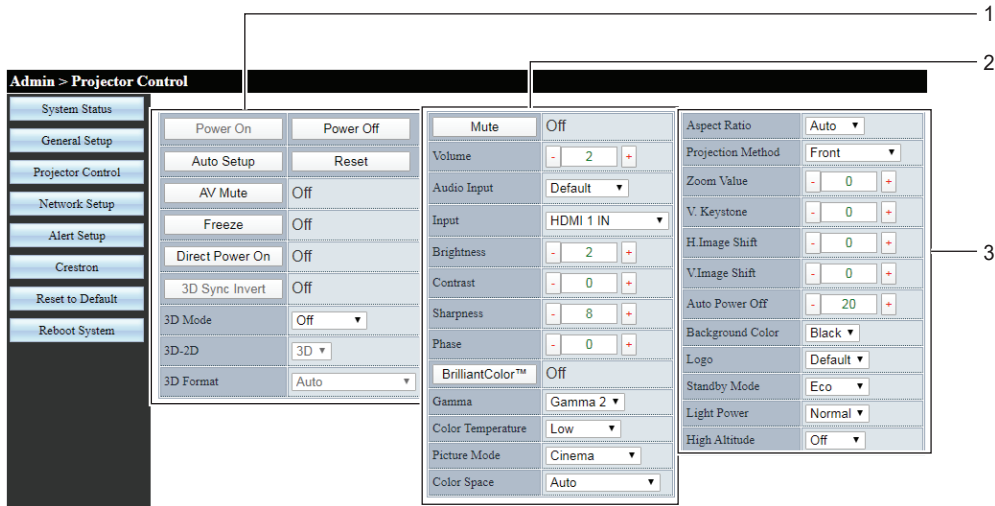 1
2
Admin > Projector Control
System Status
General Setup
Projector Control
Network Setup
Alert Setup
Crestron
Reset to Default
Reboot System
Power On Power Off
Auto Setup Reset
AV Mute Off
Freeze Off
Direct Power On Off
3D Sync Invert Off
3D Mode Off
3D-2D 3D
3D Format Auto
Mute Off
Volume - 2 +
Audio Input Default
Input HDMI 1 IN
Brightness - 2 +
Contrast - 0 +
Sharpness - 8 +
Phase - 0 +
BrilliantColor™ Off
Gamma Gamma 2
Color Temperature Low
Picture Mode Cinema
Color Space Auto
Aspect Ratio Auto
Projection Method Front
Zoom Value - 0 +
V. Keystone - 0 +
H.Image Shift - 0 +
V.Image Shift - 0 +
Auto Power Off - 20 +
Background Color Black
Logo Default
Standby Mode Eco
Light Power Normal
High Altitude Off
3